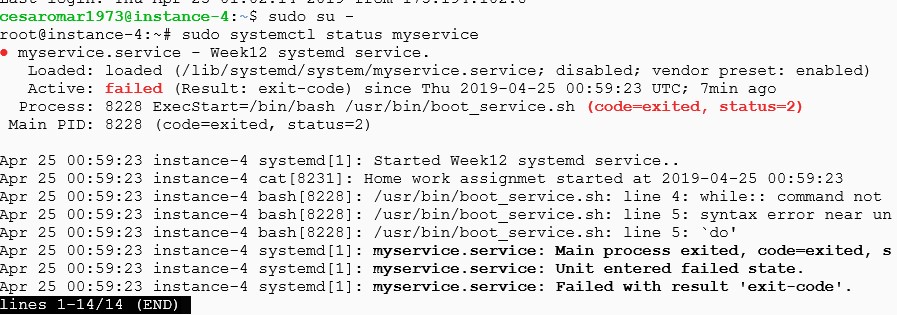 cesaromar1973@instance-4:~$ sudo su -
root@instance-4:~# sudo systemctl status myservice
● myservice.service - Week12 systemd service.
Loaded: loaded (/lib/systemd/system/myservice.service; disabled; vendor preset: enabled)
Active: failed (Result: exit-code) since Thu 2019-04-25 00:59:23 UTC; 7min ago
Process: 8228 ExecStart=/bin/bash /usr/bin/boot_service.sh (code=exited, status=2)
Main PID: 8228 (code=exited, status=2)
Apr 25 00:59:23 instance-4 systemd[1]: Started Week12 systemd service..
Apr 25 00:59:23 instance-4 cat[8231]: Home work assignmet started at 2019-04-25 00:59:23
Apr 25 00:59:23 instance-4 bash[8228]: /usr/bin/boot_service.sh: line 4: while:: command not
Apr 25 00:59:23 instance-4 bash[8228]: /usr/bin/boot_service.sh: line 5: syntax error near un
Apr 25 00:59:23 instance-4 bash[8228]: /usr/bin/boot_service.sh: line 5: `do'
Apr 25 00:59:23 instance-4 systemd[1]: myservice.service: Main process exited, code=exited, s
Apr 25 00:59:23 instance-4 systemd[1]: myservice.service: Unit entered failed state.
Apr 25 00:59:23 instance-4 systemd[1]: myservice.service: Failed with result 'exit-code'.
lines 1-14/14 (END)